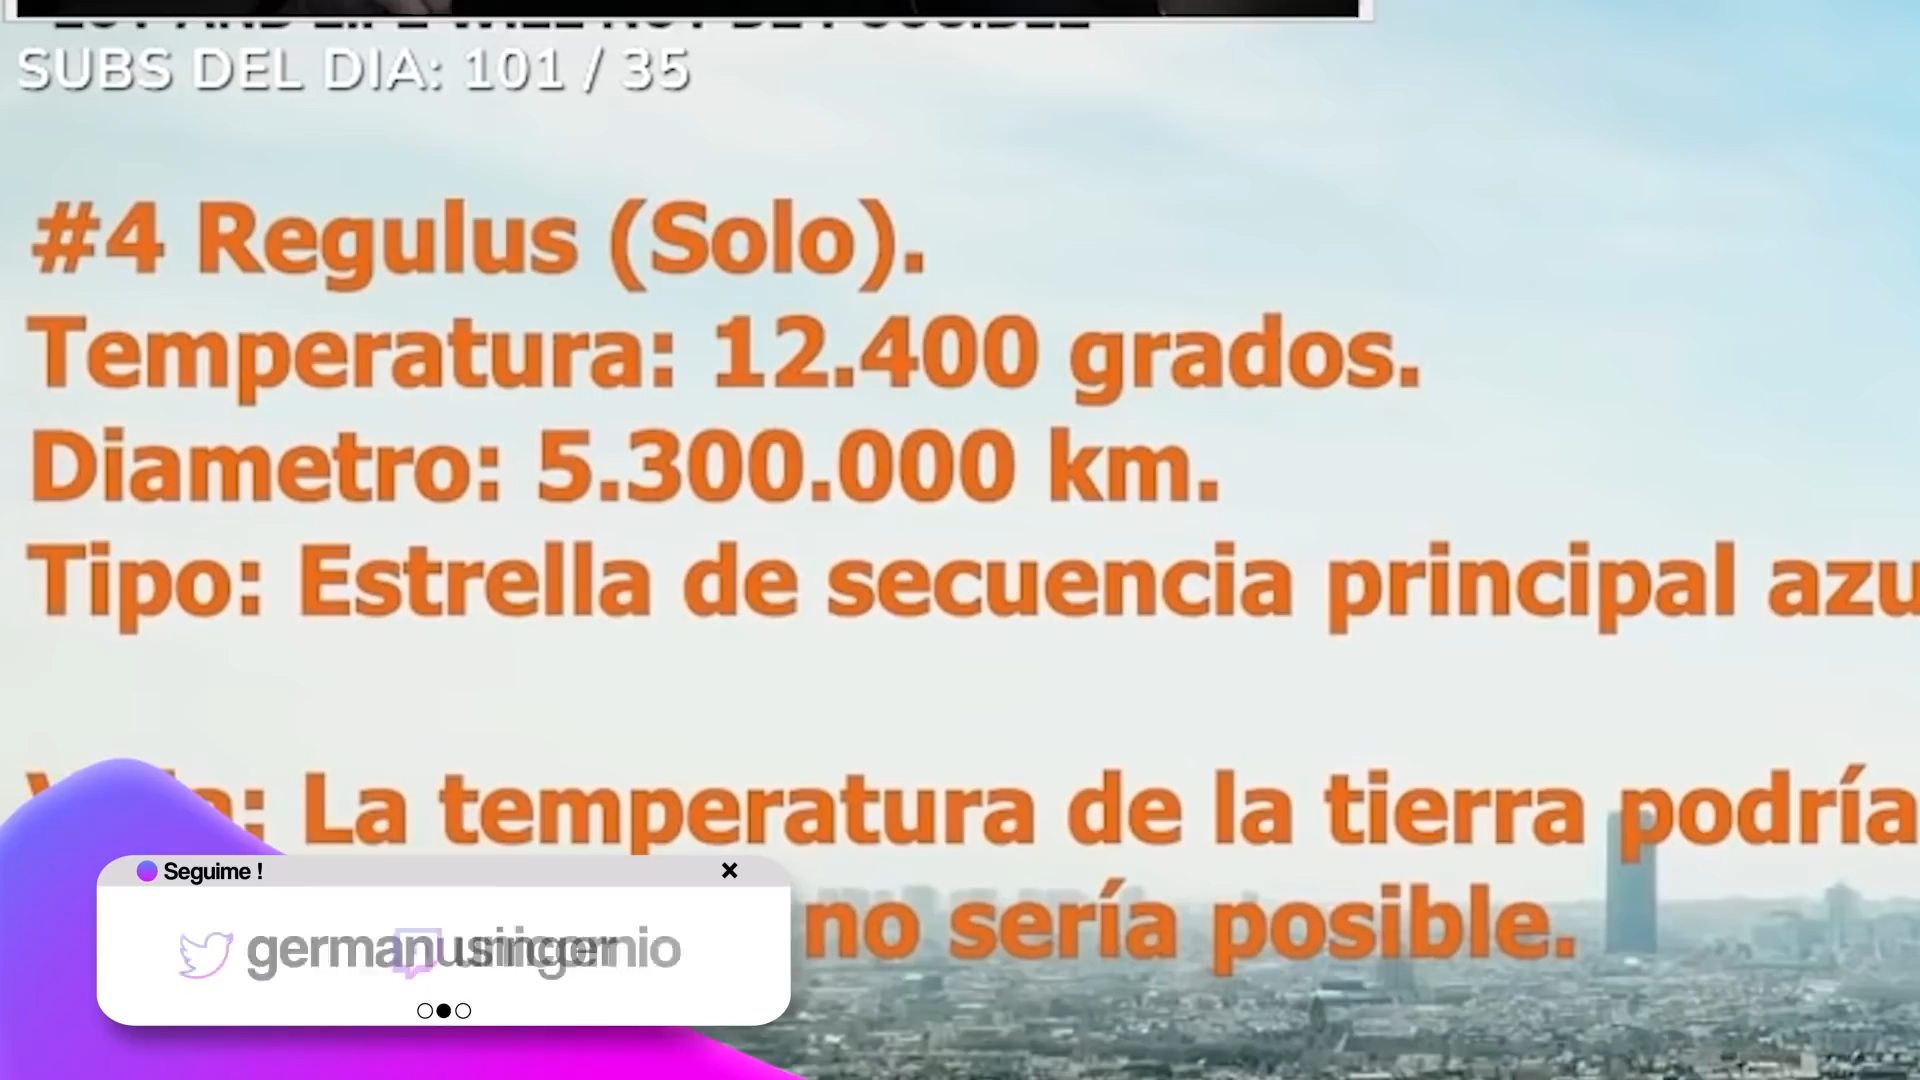 SUBS DEL DIA: 101 / 35
#4 Regulus (Solo).
Temperatura: 12.400 grados.
Diametro: 5.300.000 km.
Tipo: Estrella de secuencia principal azu
La temperatura de la tierra podría
no sería posible.
Seguime !